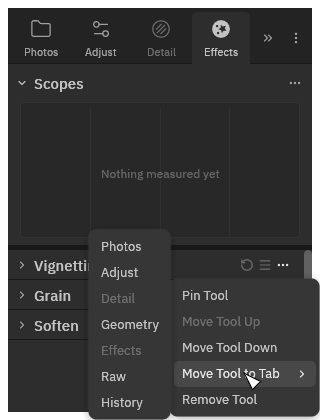 Photos Adjust Detail Effects
Scopes
Nothing measured yet
Grain
Soften
Photos
Adjust
Detail
Geometry
Effects
Raw
History
Pin Tool
Move Tool Up
Move Tool Down
Move Tool to Tab
Remove Tool